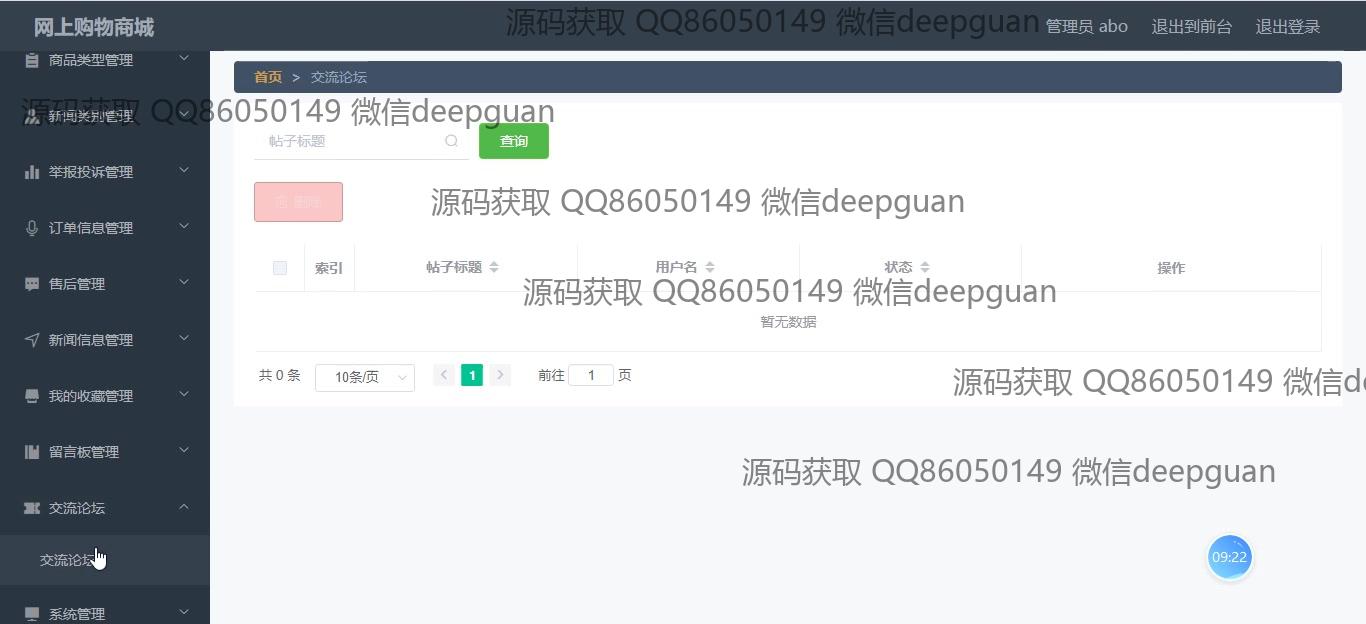 网上购物商城
源码获取 QQ86050149 微信deepguan
管理员 abo
退出到前台
退出登录
商品类型管理
首页 > 交流论坛
源码获取 QQ86050149 微信deepguan
新闻类别管理
帖子标题
查询
举报投诉管理
删除
源码获取 QQ86050149 微信deepguan
订单信息管理
索引
帖子标题
用户名
状态
操作
售后管理
源码获取 QQ86050149 微信deepguan
暂无数据
新闻信息管理
共 0 条
10条/页
1
前往 1 页
源码获取 QQ86050149 微信de
我的收藏管理
留言板管理
源码获取 QQ86050149 微信deepguan
交流论坛
交流论坛
09:22
系统管理